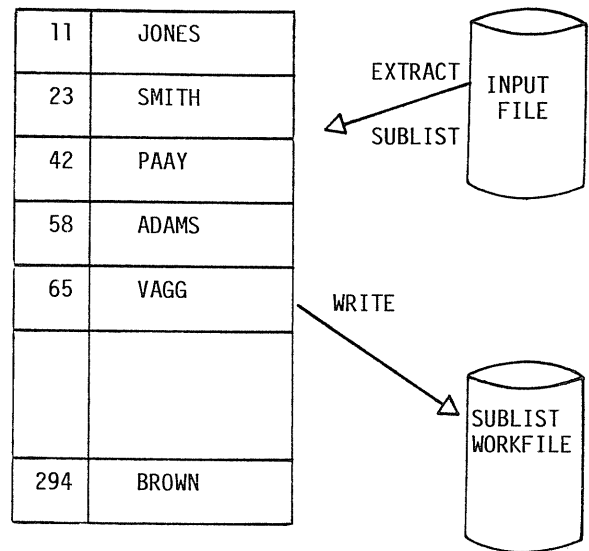 11 JONES
23 SMITH
42 PAAY
58 ADAMS
65 VAGG
294 BROWN
EXTRACT
SUBLIST
INPUT
FILE
WRITE
SUBLIST
WORKFILE